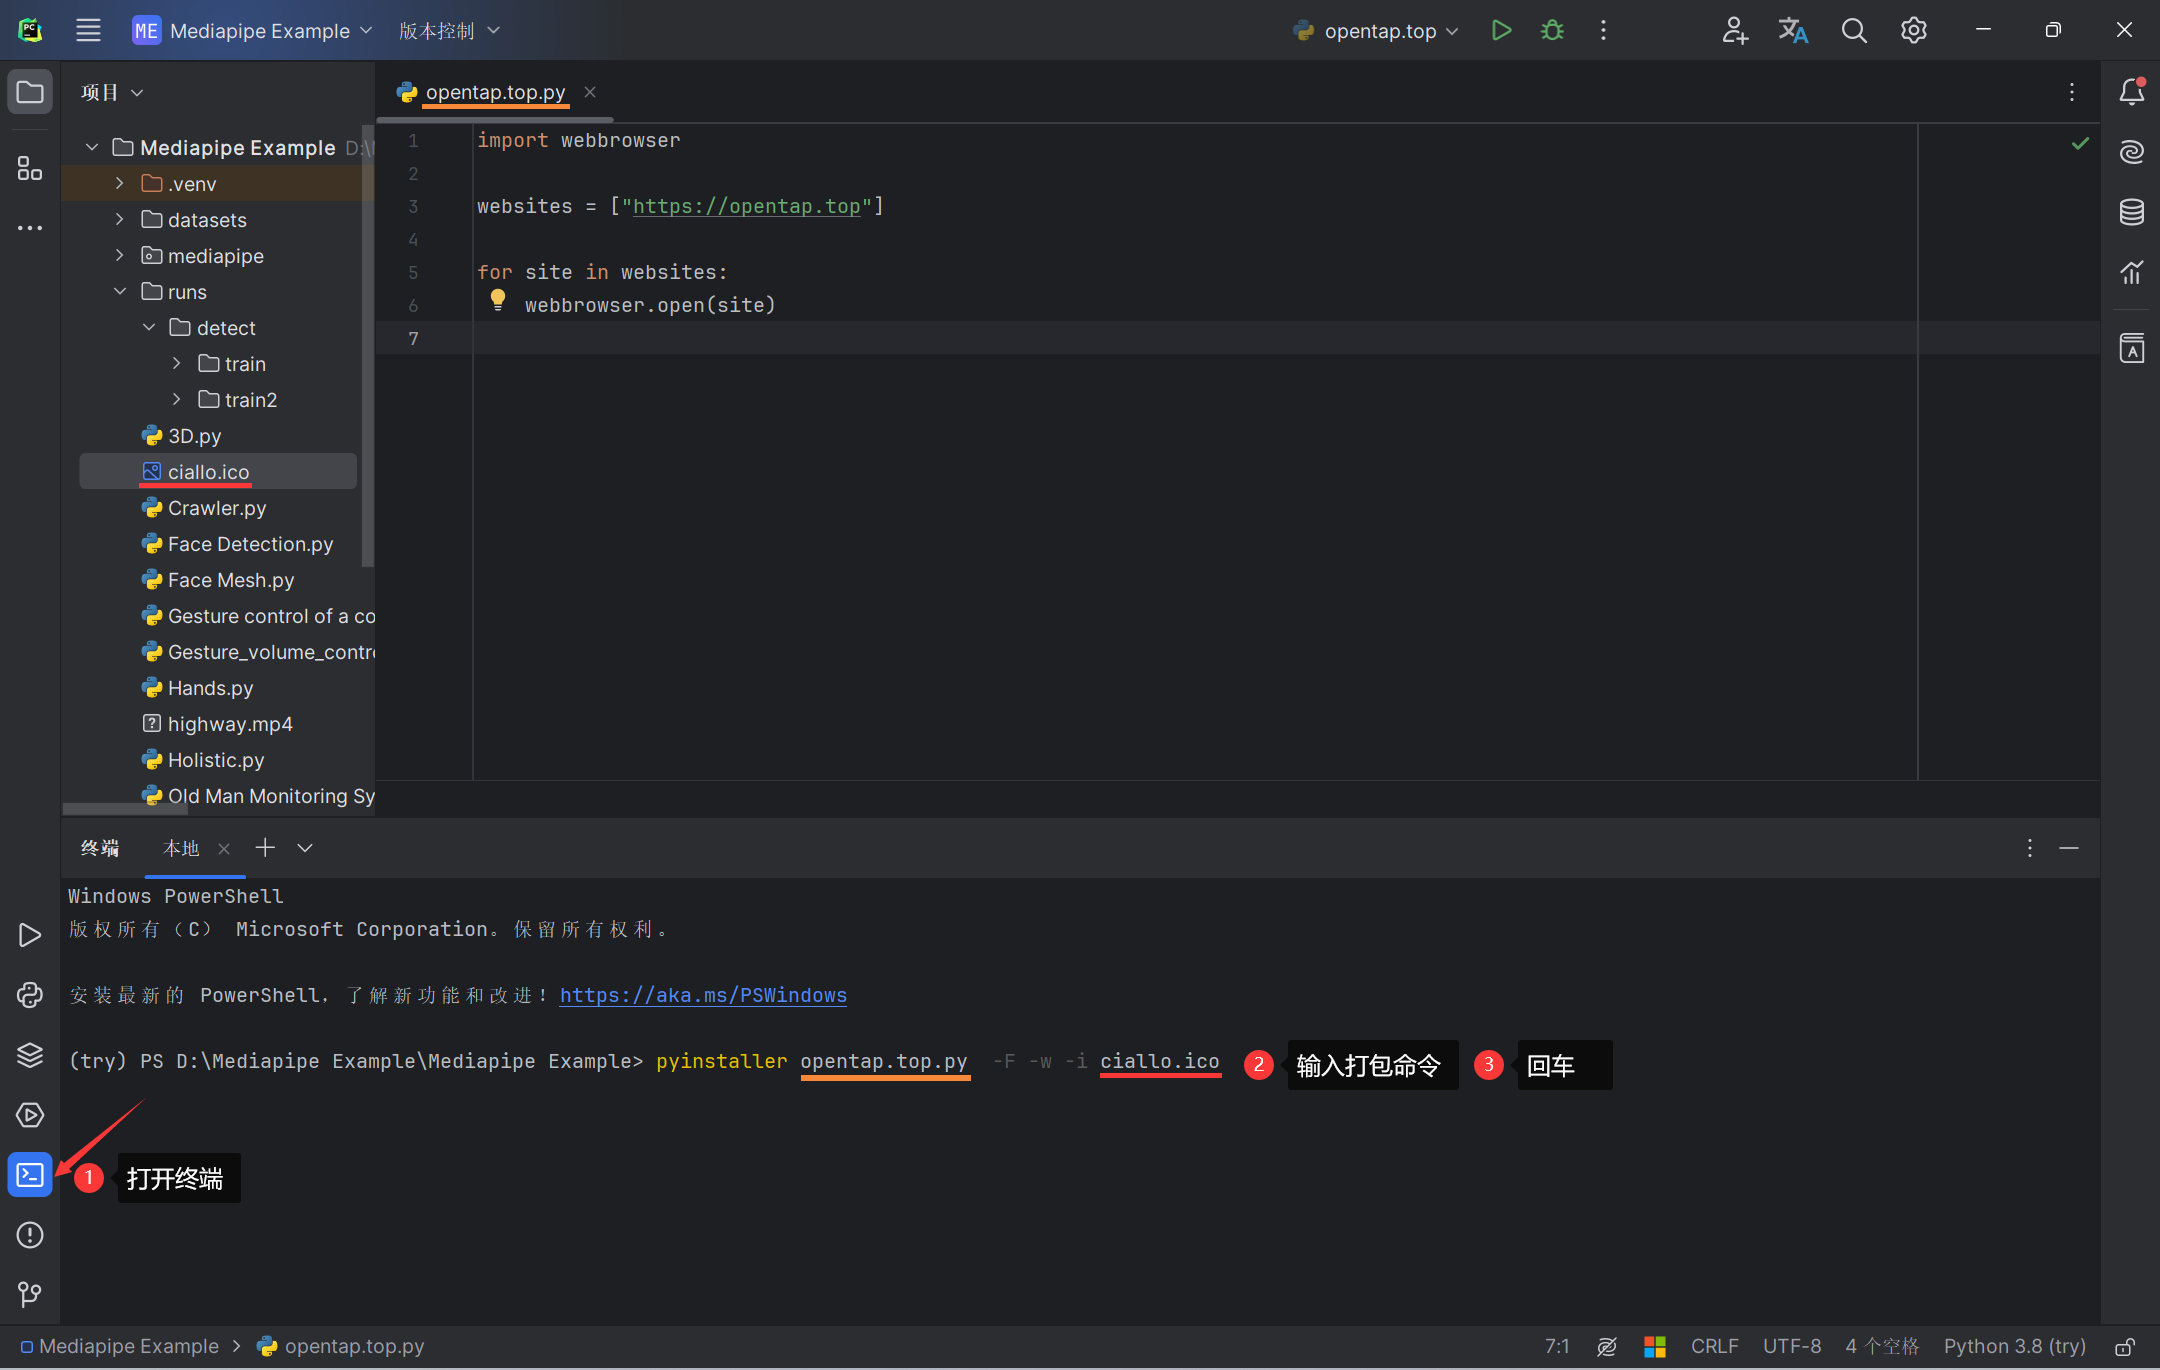 ME Mediapipe Example 版本控制 opentap.top
项目
opentap.top.py
Mediapipe Example D:\
.venv
datasets
mediapipe
runs
detect
train
train2
3D.py
ciallo.ico
Crawler.py
Face Detection.py
Face Mesh.py
Gesture control of a co
Gesture_volume_contr
Hands.py
highway.mp4
Holistic.py
Old Man Monitoring Sy
1 import webbrowser
2
3 websites = ["https://opentap.top"]
4
5 for site in websites:
6 webbrowser.open(site)
7
终端 本地
Windows PowerShell
版权所有（C） Microsoft Corporation。保留所有权利。
安装最新的 PowerShell，了解新功能和改进！https://aka.ms/PSWindows
(try) PS D:\Mediapipe Example\Mediapipe Example> pyinstaller opentap.top.py -F -w -i ciallo.ico
2 输入打包命令 3 回车
1 打开终端
Mediapipe Example > opentap.top.py
7:1 CRLF UTF-8 4 个空格 Python 3.8 (try)